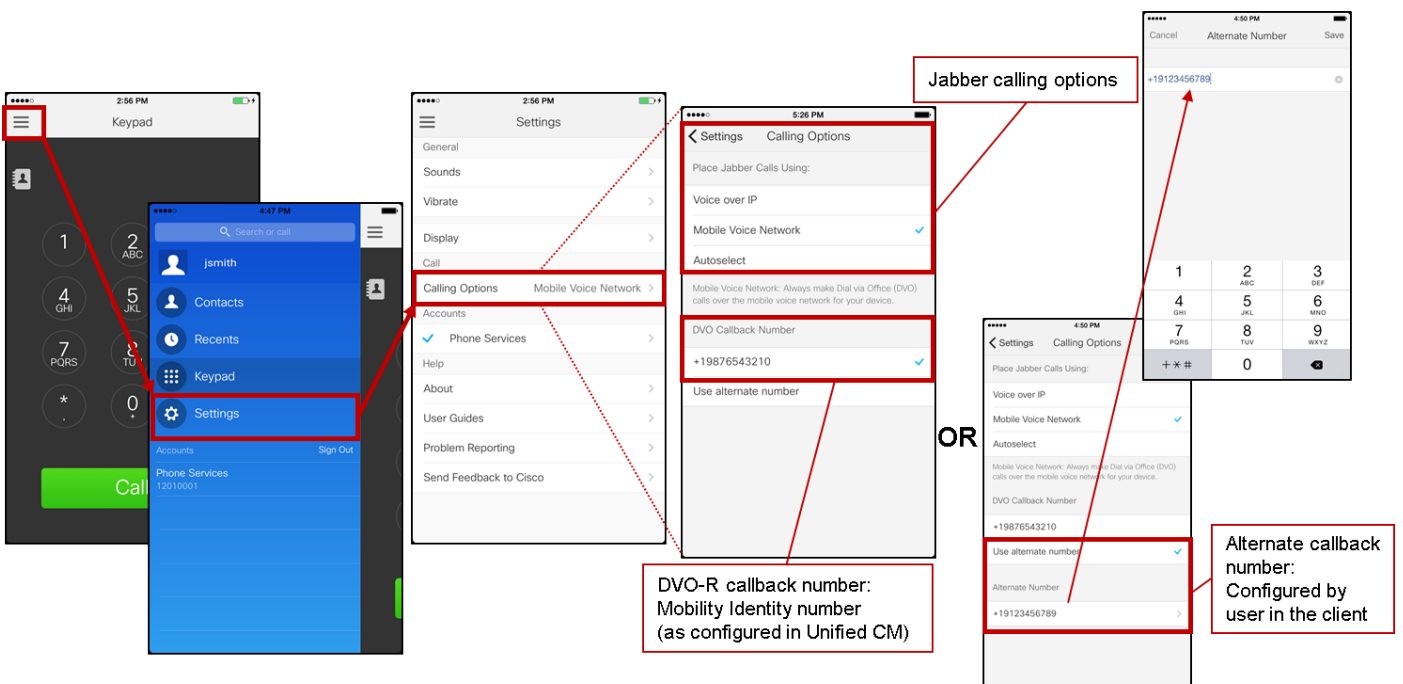 2:56 PM
Keypad
1
2
ABC
4
GHI
5
JKL
7
PQRS
8
TUV
*
,
0
+
Call
4:47 PM
Search or call
jsmith
Contacts
Recents
Keypad
Settings
Accounts
Sign Out
Phone Services
12010001
2:56 PM
Settings
General
Sounds
Vibrate
Display
Call
Calling Options Mobile Voice Network
Accounts
Phone Services
Help
About
User Guides
Problem Reporting
Send Feedback to Cisco
5:26 PM
Settings Calling Options
Place Jabber Calls Using:
Voice over IP
Mobile Voice Network
Autoselect
Mobile Voice Network: Always make Dial via Office (DVO)
calls over the mobile voice network for your device.
DVO Callback Number
+19876543210
Use alternate number
Jabber calling options
DVO-R callback number:
Mobility Identity number
(as configured in Unified CM)
OR
4:50 PM
Settings Calling Options
Place Jabber Calls Using:
Voice over IP
Mobile Voice Network
Autoselect
Mobile Voice Network: Always make Dial via Office (DVO)
calls over the mobile voice network for your device.
DVO Callback Number
+19876543210
Use alternate number
Alternate Number
+19123456789
Alternate callback
number:
Configured by
user in the client
4:50 PM
Cancel Alternate Number Save
+19123456789
1 2 3
ABC DEF
4 5 6
GHI JKL MNO
7 8 9
PQRS TUV WXYZ
+*# 0